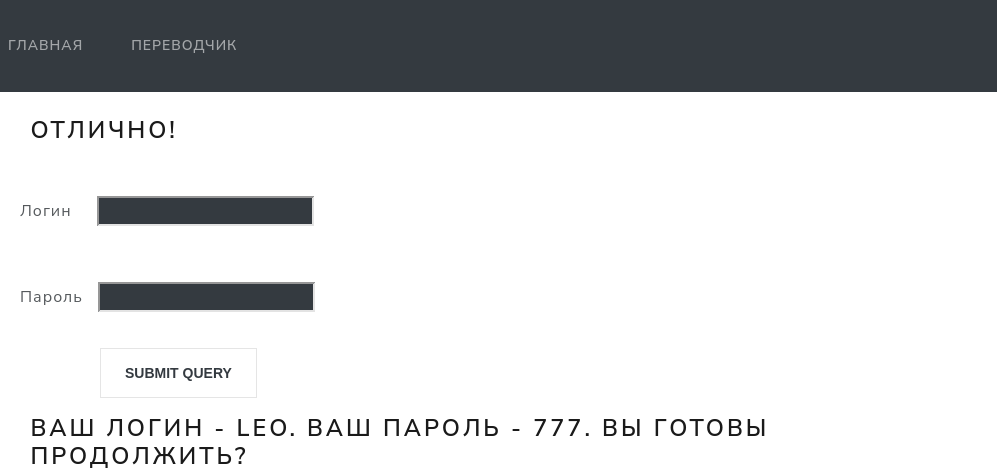 ГЛАВНАЯ ПЕРЕВОДЧИК
ОТЛИЧНО!
Логин
Пароль
SUBMIT QUERY
ВАШ ЛОГИН - LEO. ВАШ ПАРОЛЬ - 777. ВЫ ГОТОВЫ
ПРОДОЛЖИТЬ?